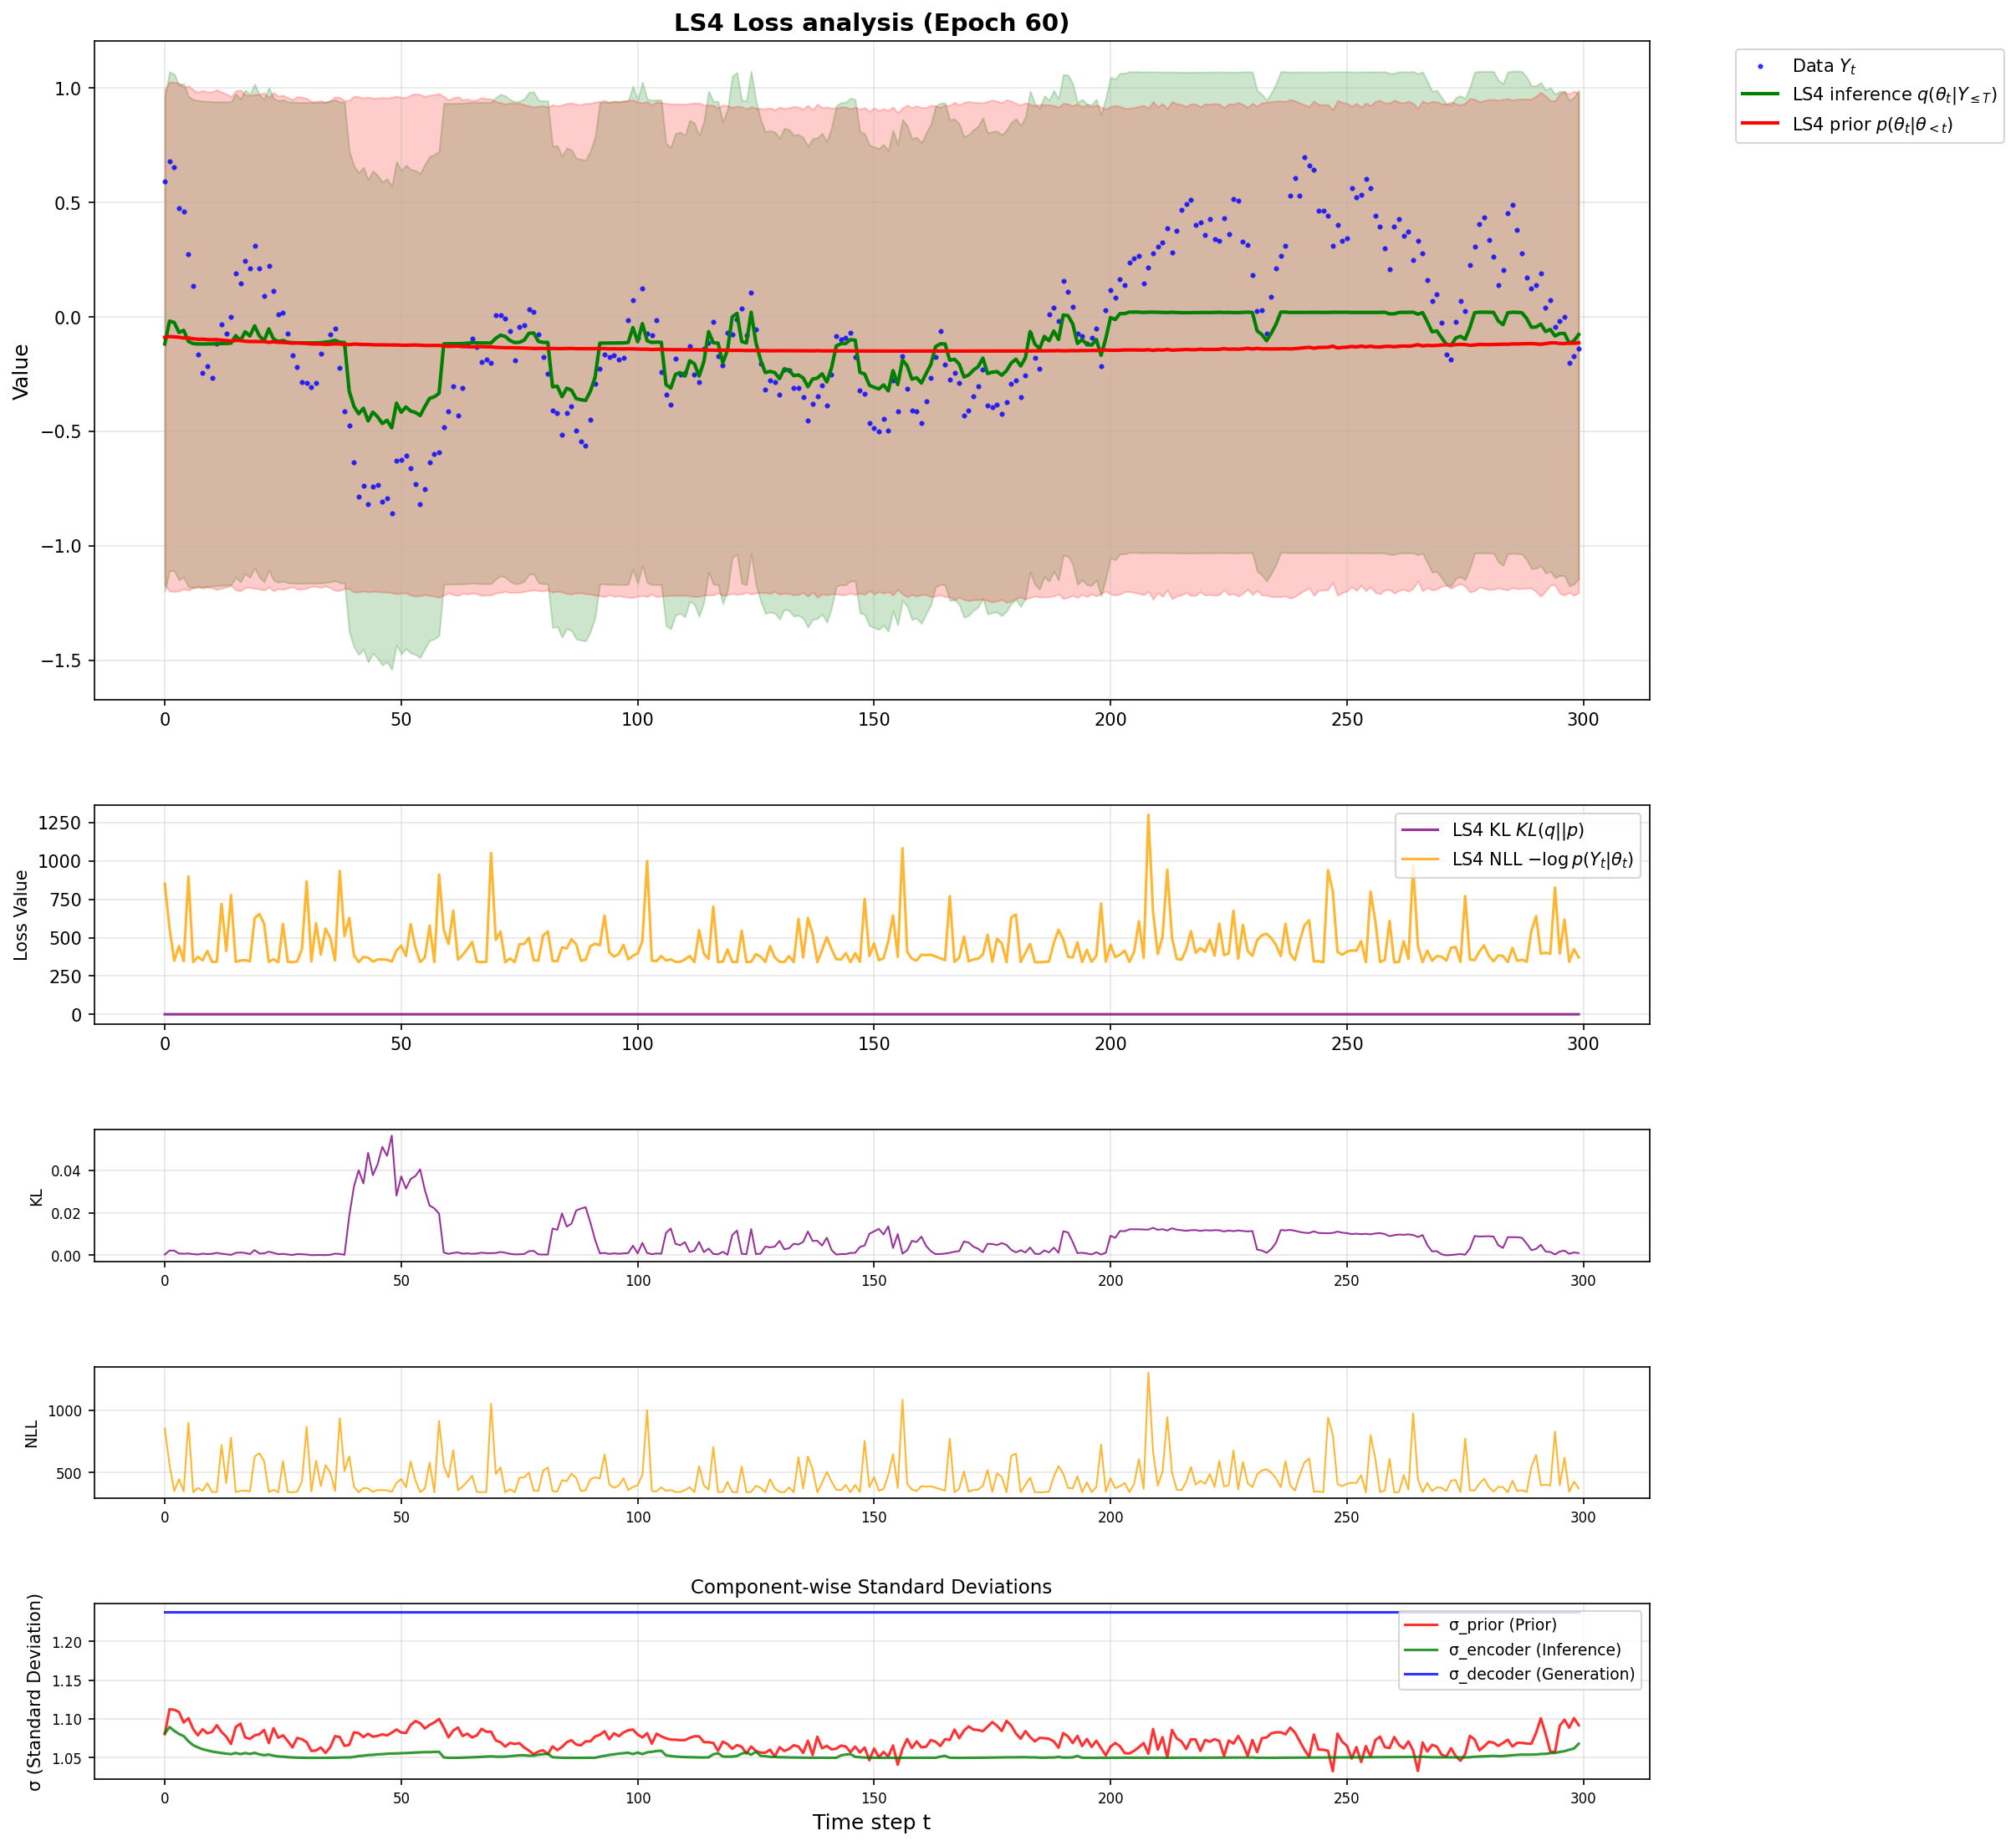 LS4 Loss analysis (Epoch 60)
Data Y_t
LS4 inference q(θ_t|Y_{≤T})
LS4 prior p(θ_t|θ_{<t})
Value
1.0
0.5
0.0
−0.5
−1.0
−1.5
0 50 100 150 200 250 300
Loss Value
1250
1000
750
500
250
0
LS4 KL KL(q||p)
LS4 NLL −log p(Y_t|θ_t)
0 50 100 150 200 250 300
KL
0.04
0.02
0.00
0 50 100 150 200 250 300
NLL
1000
500
0 50 100 150 200 250 300
Component-wise Standard Deviations
σ (Standard Deviation)
1.20
1.15
1.10
1.05
σ_prior (Prior)
σ_encoder (Inference)
σ_decoder (Generation)
0 50 100 150 200 250 300
Time step t